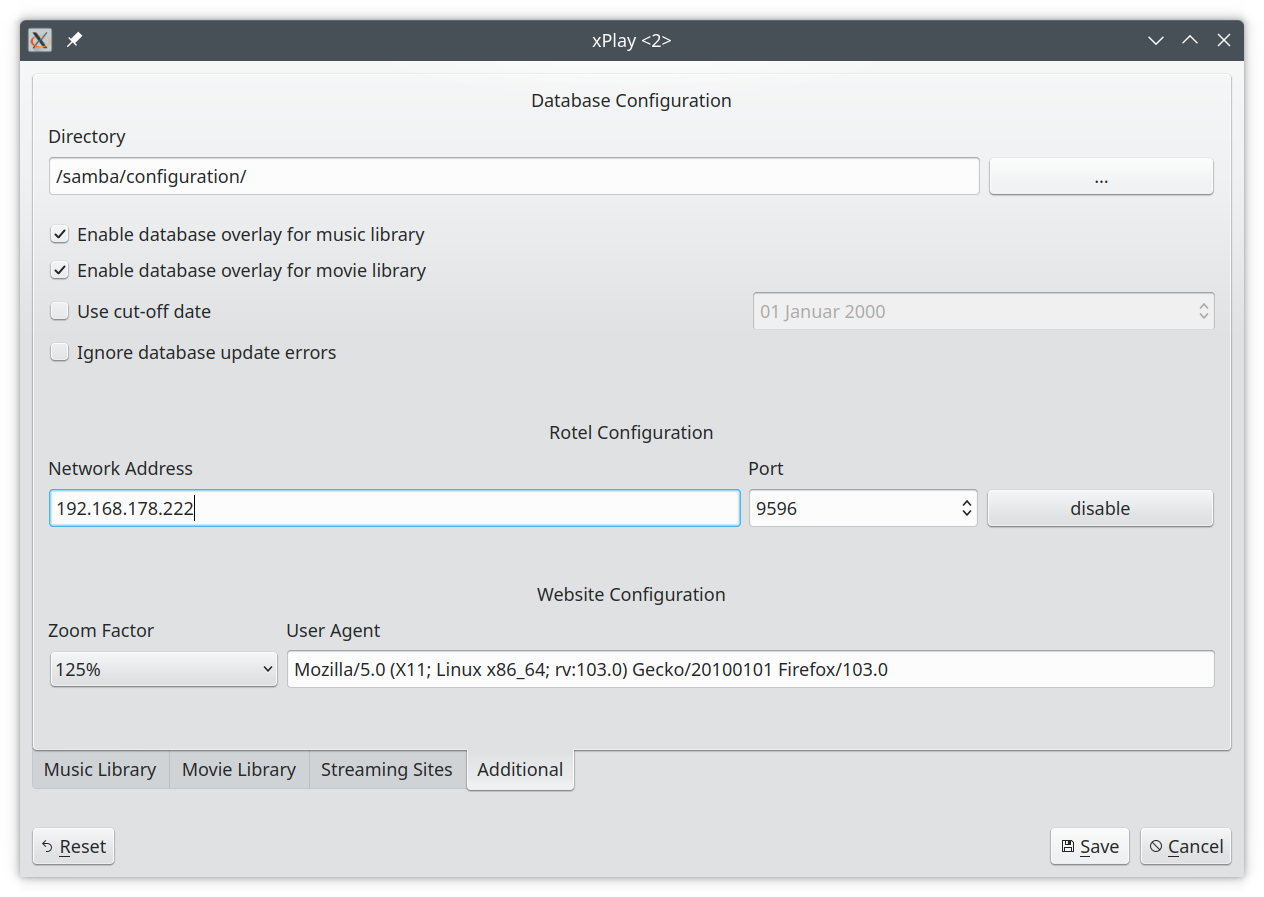 xPlay <2>
Database Configuration
Directory
/samba/configuration/ ...
Enable database overlay for music library
Enable database overlay for movie library
Use cut-off date 01 Januar 2000
Ignore database update errors
Rotel Configuration
Network Address Port
192.168.178.222 9596 disable
Website Configuration
Zoom Factor User Agent
125% Mozilla/5.0 (X11; Linux x86_64; rv:103.0) Gecko/20100101 Firefox/103.0
Music Library Movie Library Streaming Sites Additional
Reset Save Cancel